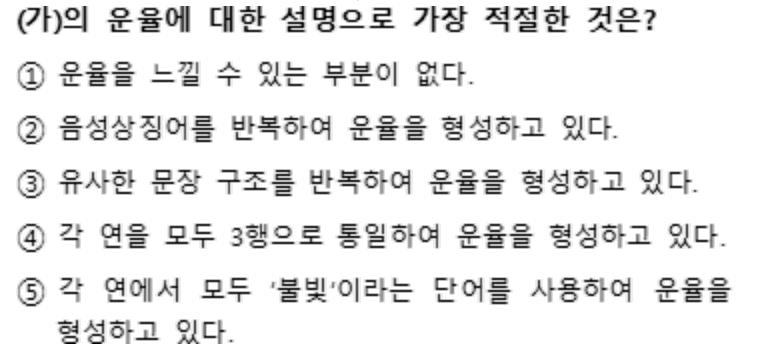 (가)의 운율에 대한 설명으로 가장 적절한 것은?
① 운율을 느낄 수 있는 부분이 없다.
② 음성상징어를 반복하여 운율을 형성하고 있다.
③ 유사한 문장 구조를 반복하여 운율을 형성하고 있다.
④ 각 연을 모두 3행으로 통일하여 운율을 형성하고 있다.
⑤ 각 연에서 모두 '불빛'이라는 단어를 사용하여 운율을
형성하고 있다.